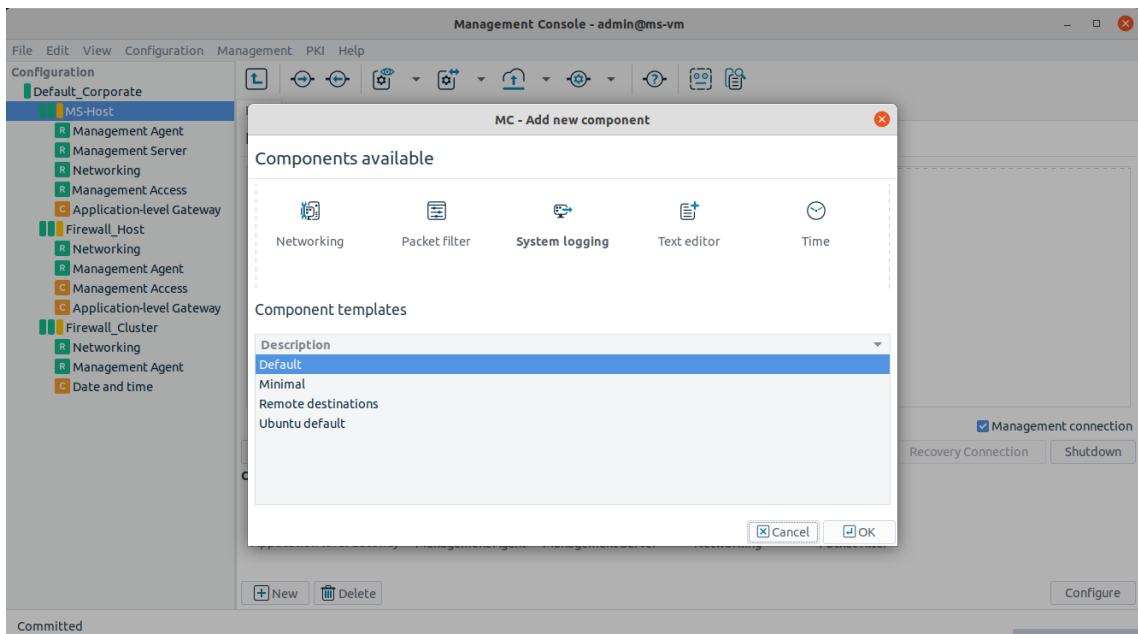 Management Console - admin@ms-vm
File Edit View Configuration Management PKI Help
Configuration
Default_Corporate
MS-Host
R Management Agent
R Management Server
R Networking
R Management Access
C Application-level Gateway
Firewall_Host
R Networking
R Management Agent
C Management Access
C Application-level Gateway
Firewall_Cluster
R Networking
R Management Agent
C Date and time
MC - Add new component
Components available
Networking Packet filter System logging Text editor Time
Component templates
Description
Default
Minimal
Remote destinations
Ubuntu default
Cancel OK
Management connection
Recovery Connection Shutdown
New Delete Configure
Committed